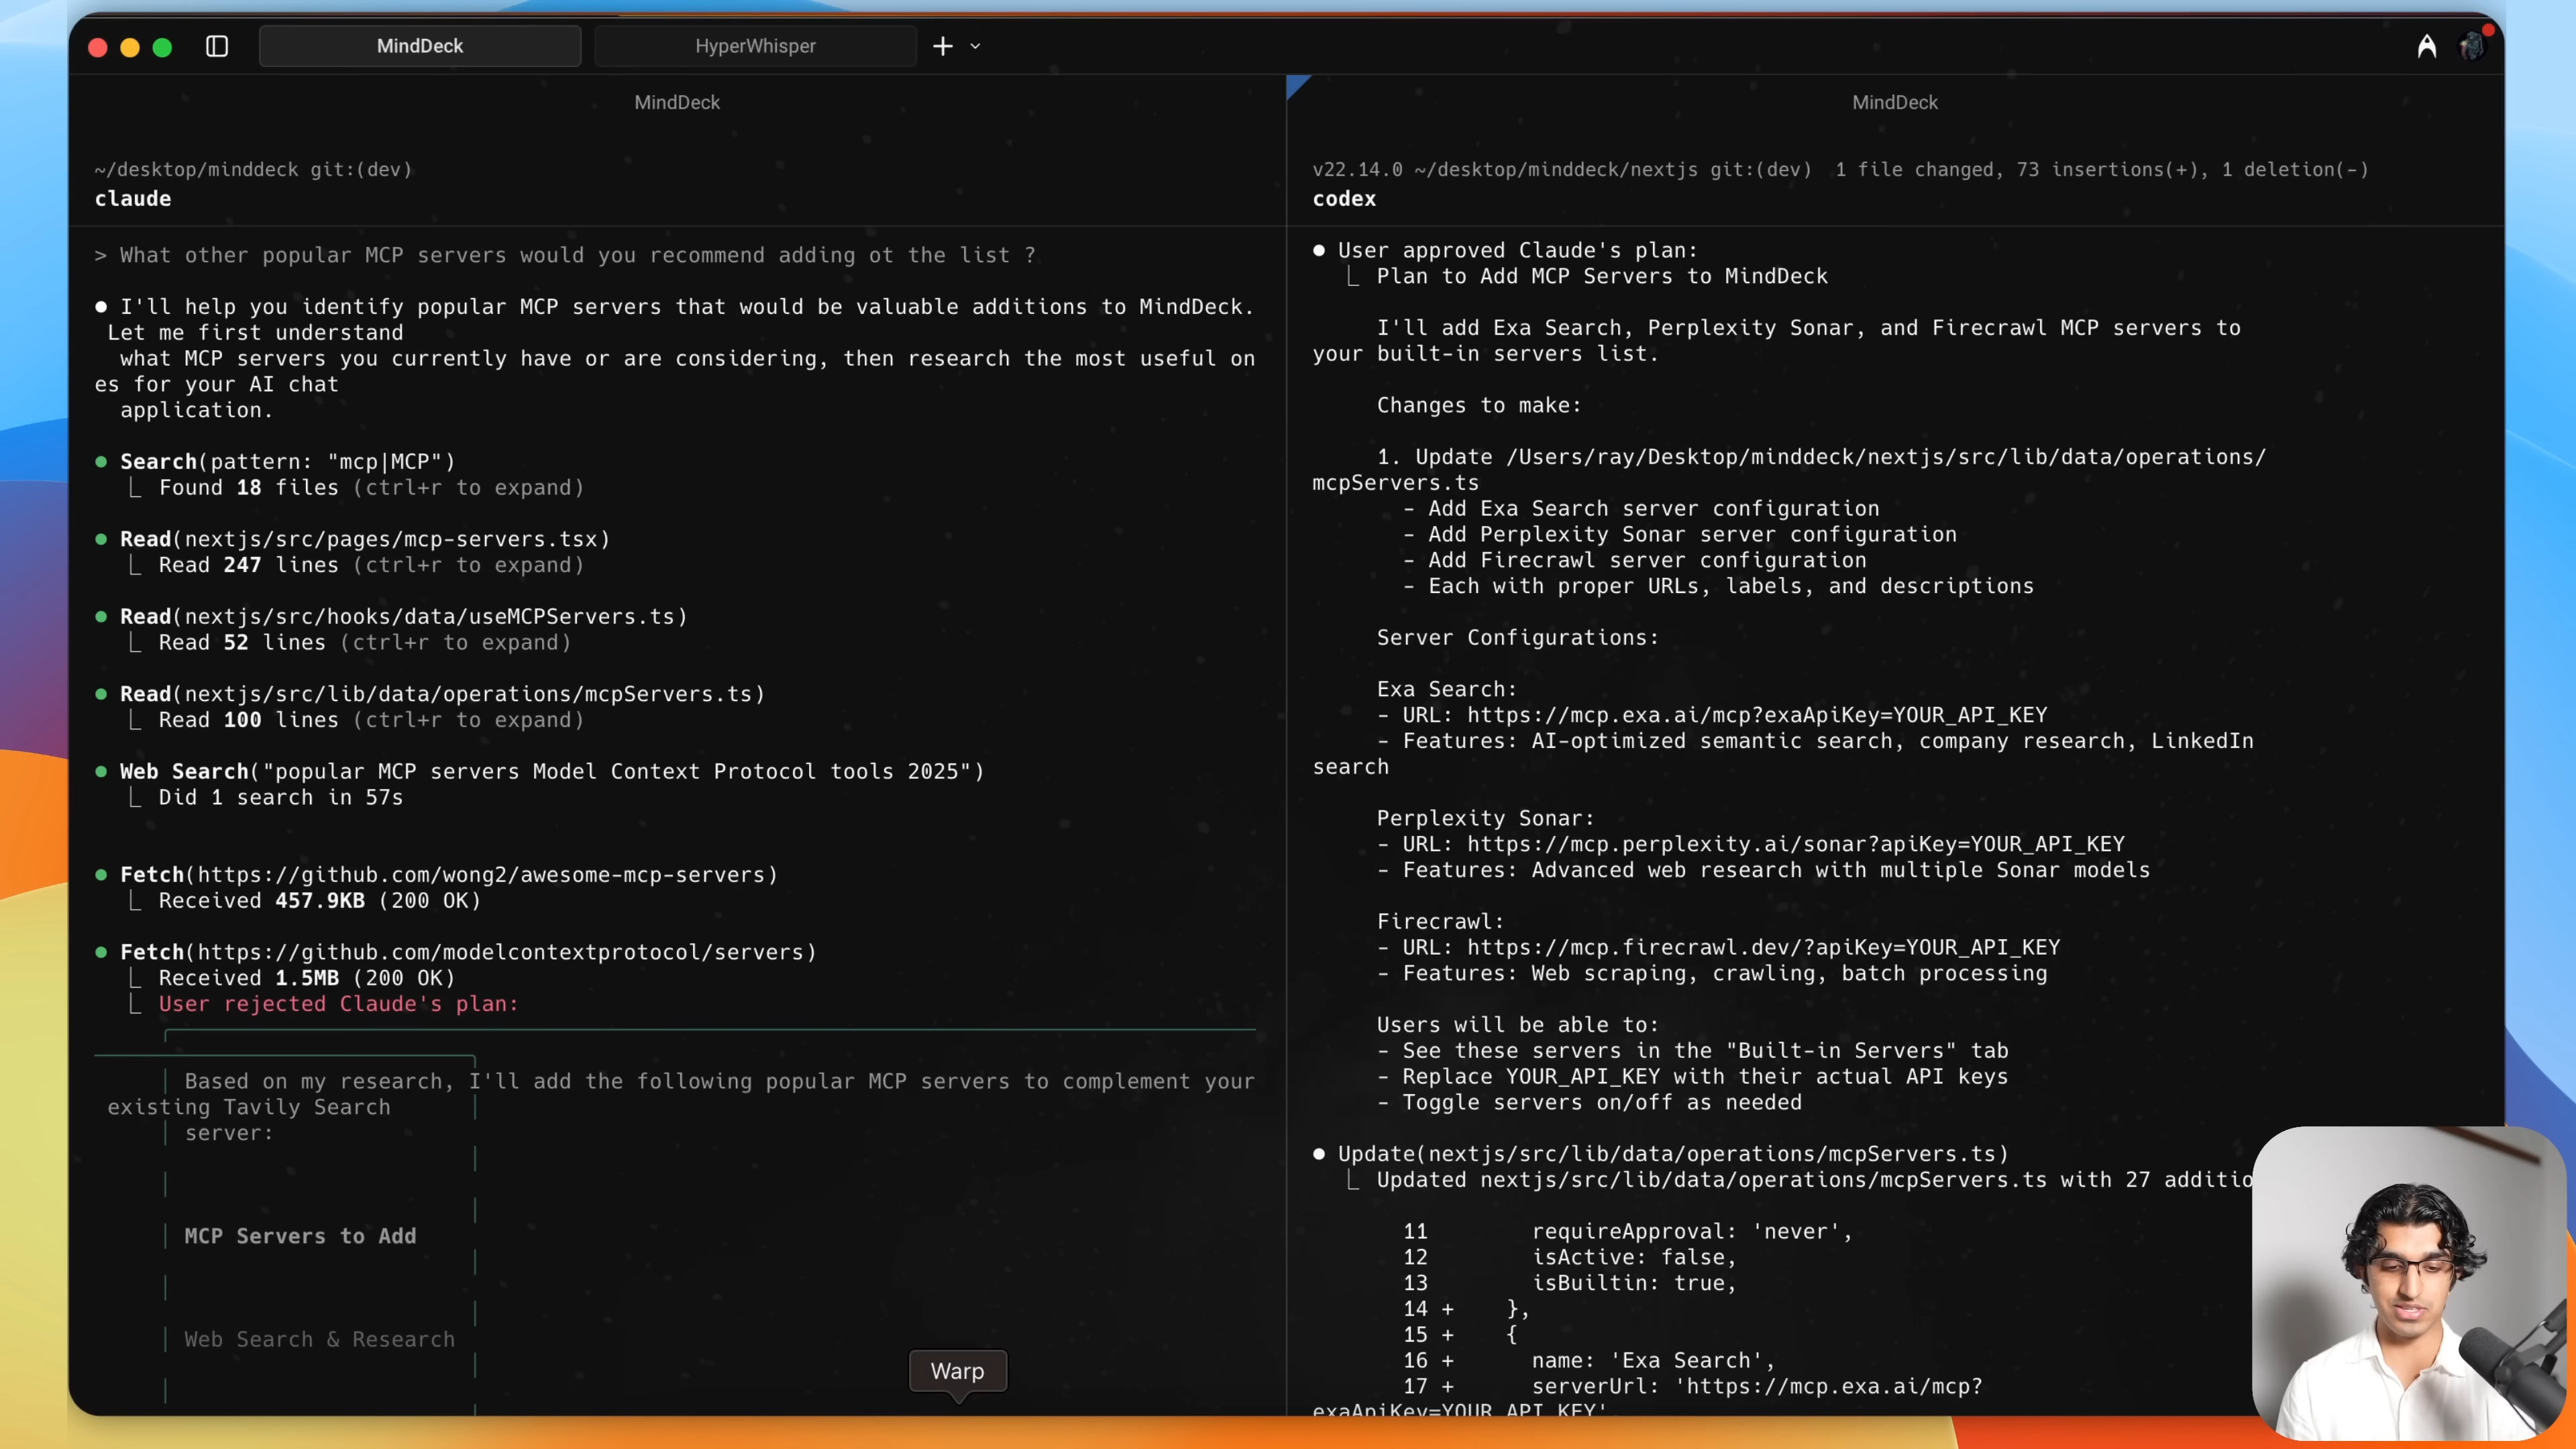 MindDeck
HyperWhisper
MindDeck
~/desktop/minddeck git:(dev)
claude
> What other popular MCP servers would you recommend adding ot the list ?
● I'll help you identify popular MCP servers that would be valuable additions to MindDeck.
Let me first understand
what MCP servers you currently have or are considering, then research the most useful on
es for your AI chat
application.
● Search(pattern: "mcp|MCP")
⎿ Found 18 files (ctrl+r to expand)
● Read(nextjs/src/pages/mcp-servers.tsx)
⎿ Read 247 lines (ctrl+r to expand)
● Read(nextjs/src/hooks/data/useMCPServers.ts)
⎿ Read 52 lines (ctrl+r to expand)
● Read(nextjs/src/lib/data/operations/mcpServers.ts)
⎿ Read 100 lines (ctrl+r to expand)
● Web Search("popular MCP servers Model Context Protocol tools 2025")
⎿ Did 1 search in 57s
● Fetch(https://github.com/wong2/awesome-mcp-servers)
⎿ Received 457.9KB (200 OK)
● Fetch(https://github.com/modelcontextprotocol/servers)
⎿ Received 1.5MB (200 OK)
⎿ User rejected Claude's plan:
Based on my research, I'll add the following popular MCP servers to complement your
existing Tavily Search
server:
MCP Servers to Add
Web Search & Research
Warp
MindDeck
v22.14.0 ~/desktop/minddeck/nextjs git:(dev) 1 file changed, 73 insertions(+), 1 deletion(-)
codex
● User approved Claude's plan:
⎿ Plan to Add MCP Servers to MindDeck
I'll add Exa Search, Perplexity Sonar, and Firecrawl MCP servers to
your built-in servers list.
Changes to make:
1. Update /Users/ray/Desktop/minddeck/nextjs/src/lib/data/operations/
mcpServers.ts
- Add Exa Search server configuration
- Add Perplexity Sonar server configuration
- Add Firecrawl server configuration
- Each with proper URLs, labels, and descriptions
Server Configurations:
Exa Search:
- URL: https://mcp.exa.ai/mcp?exaApiKey=YOUR_API_KEY
- Features: AI-optimized semantic search, company research, LinkedIn
search
Perplexity Sonar:
- URL: https://mcp.perplexity.ai/sonar?apiKey=YOUR_API_KEY
- Features: Advanced web research with multiple Sonar models
Firecrawl:
- URL: https://mcp.firecrawl.dev/?apiKey=YOUR_API_KEY
- Features: Web scraping, crawling, batch processing
Users will be able to:
- See these servers in the "Built-in Servers" tab
- Replace YOUR_API_KEY with their actual API keys
- Toggle servers on/off as needed
● Update(nextjs/src/lib/data/operations/mcpServers.ts)
⎿ Updated nextjs/src/lib/data/operations/mcpServers.ts with 27 additio
11 requireApproval: 'never',
12 isActive: false,
13 isBuiltin: true,
14 + },
15 + {
16 + name: 'Exa Search',
17 + serverUrl: 'https://mcp.exa.ai/mcp?
exaApiKey=YOUR_API_KEY',